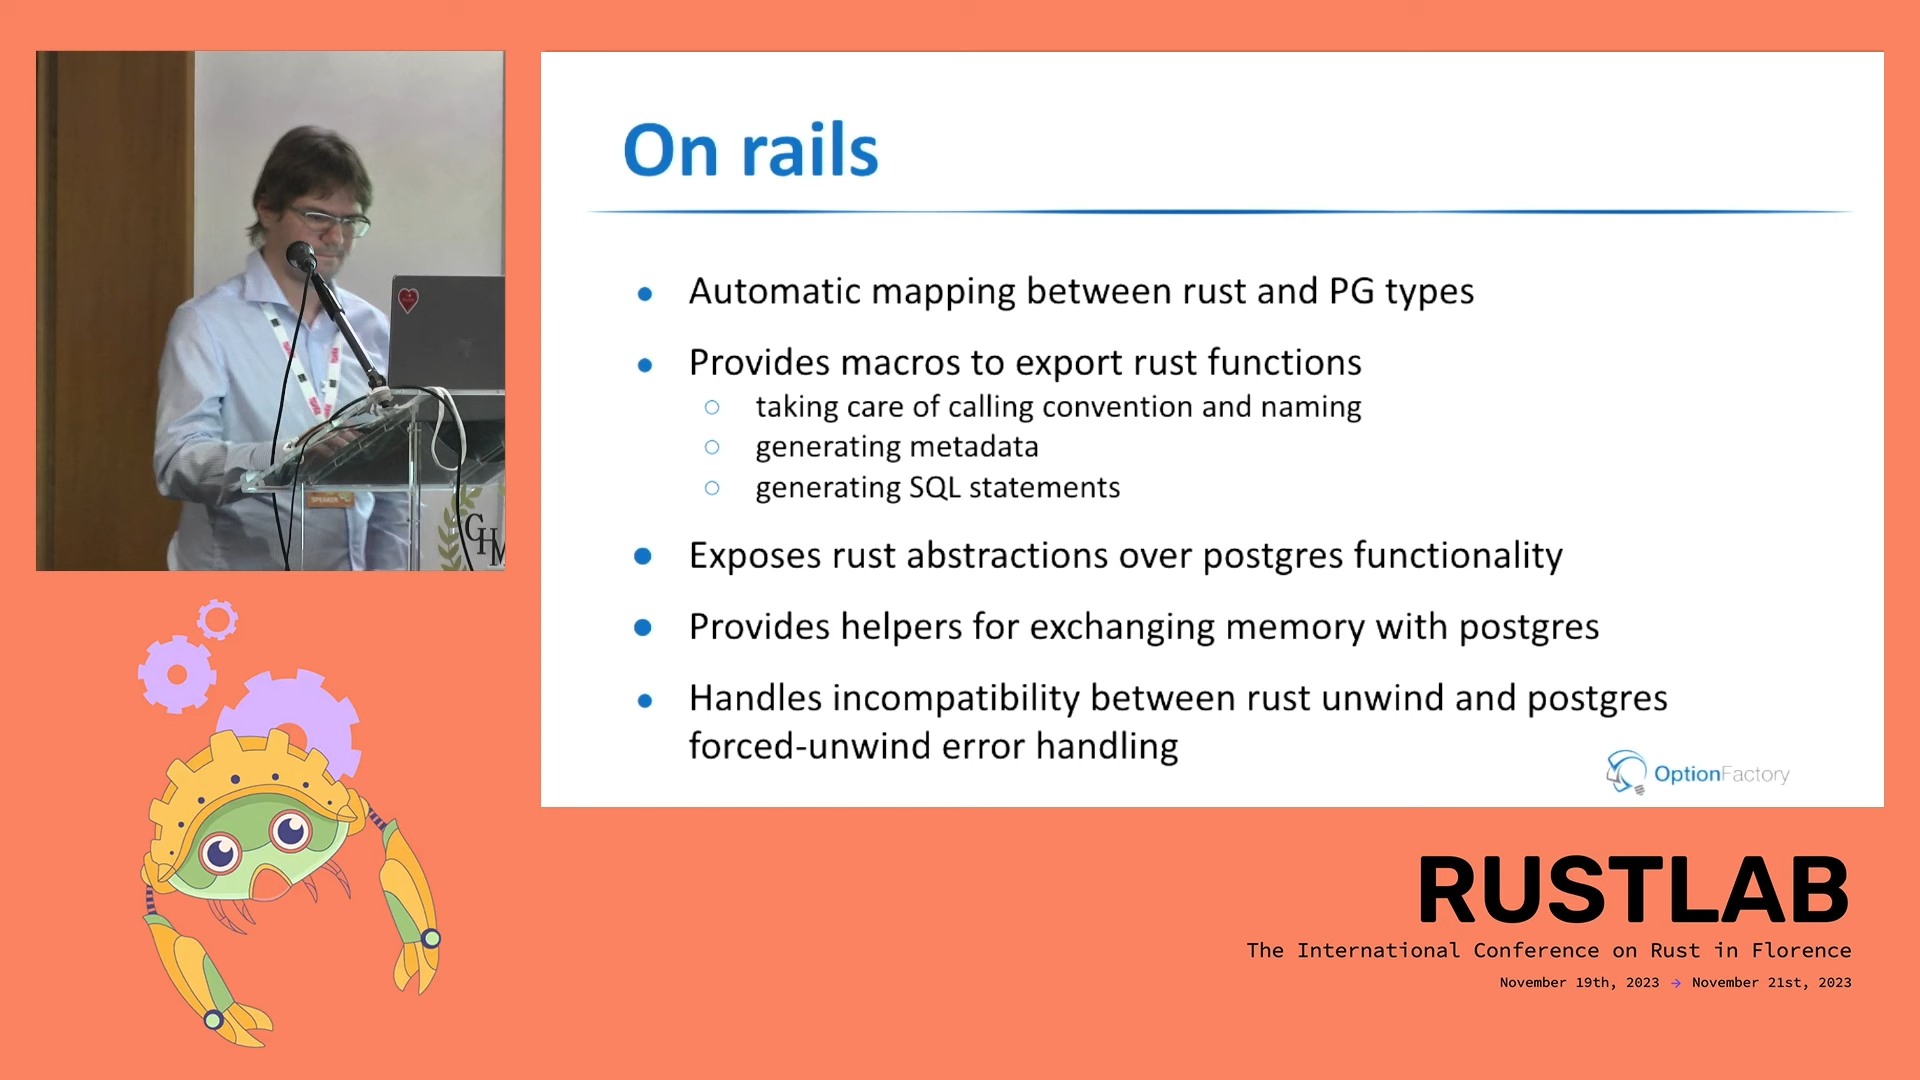 On rails
Automatic mapping between rust and PG types
Provides macros to export rust functions
taking care of calling convention and naming
generating metadata
generating SQL statements
Exposes rust abstractions over postgres functionality
Provides helpers for exchanging memory with postgres
Handles incompatibility between rust unwind and postgres
forced-unwind error handling
OptionFactory
SPEAKER
GHM
RUSTLAB
The International Conference on Rust in Florence
November 19th, 2023 → November 21st, 2023